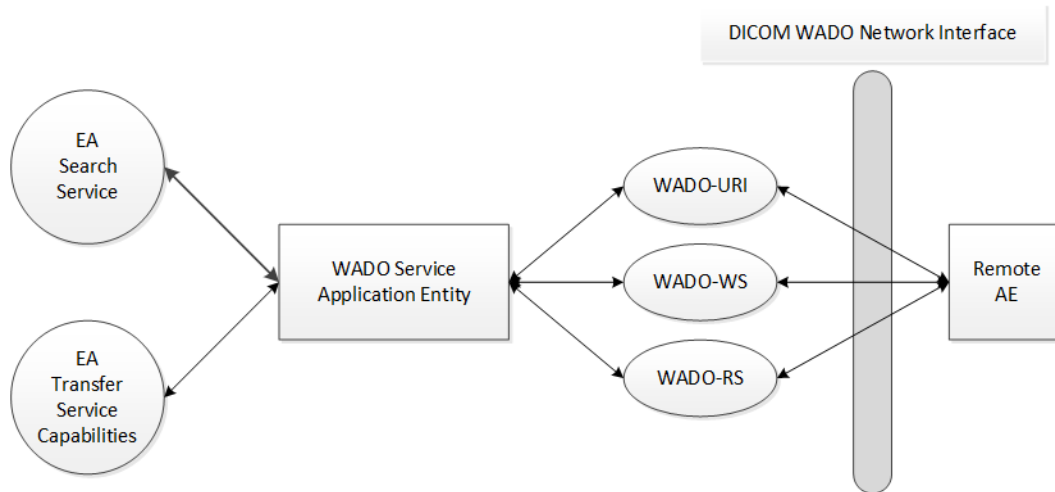 DICOM WADO Network Interface
EA
Search
Service
WADO-URI
WADO Service
Application Entity
WADO-WS
Remote
AE
EA
Transfer
Service
Capabilities
WADO-RS